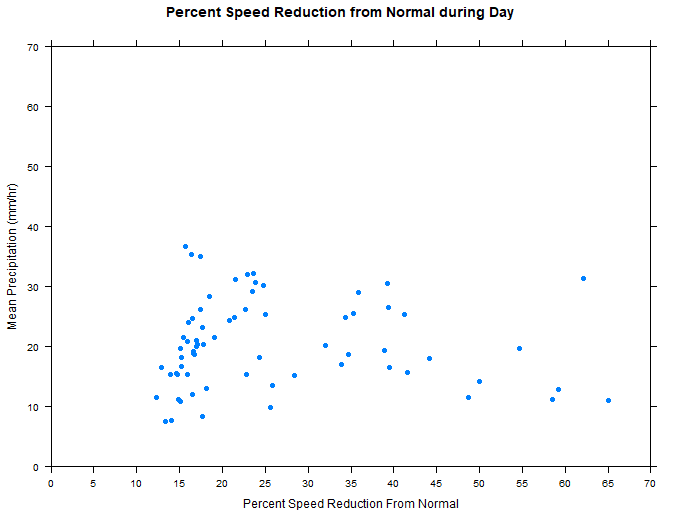 Percent Speed Reduction from Normal during Day
70
60
50
40
30
20
10
0
Mean Precipitation (mm/hr)
0 5 10 15 20 25 30 35 40 45 50 55 60 65 70
Percent Speed Reduction From Normal